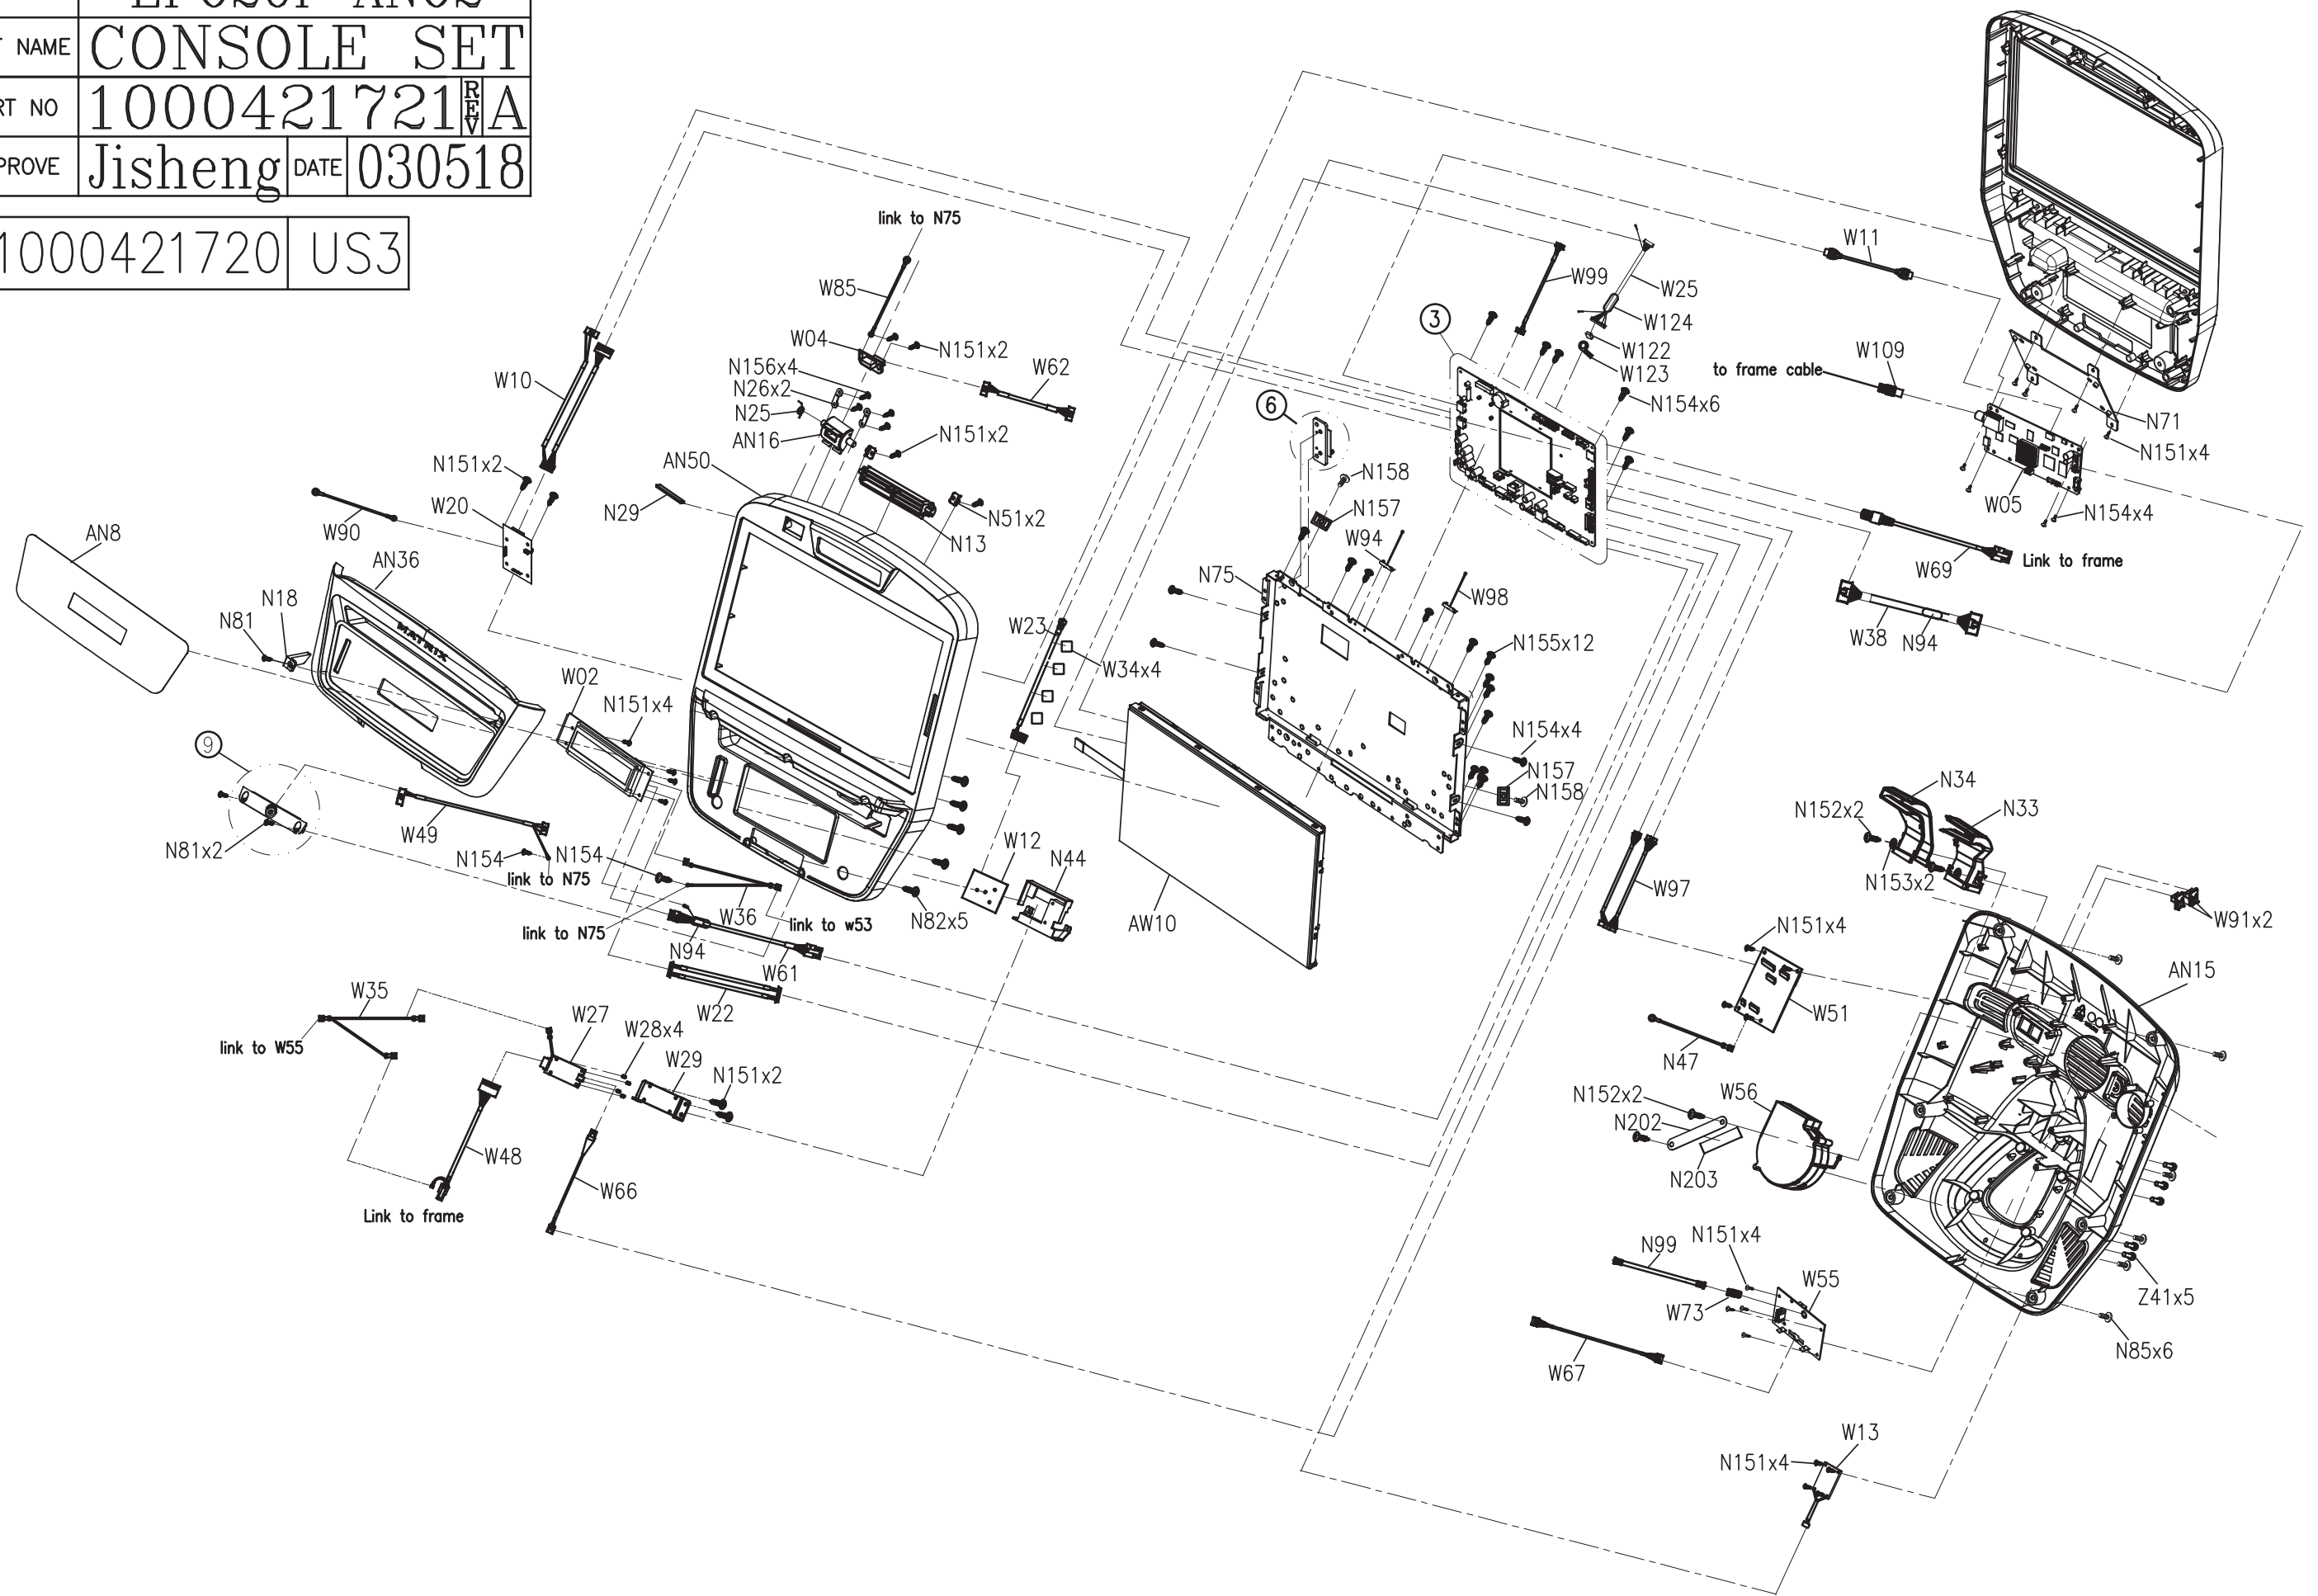 CONSOLE SET
NAME
1000421721 REV A
RT NO
Jisheng DATE 030518
PROVE
1000421720 US3
link to N75
W85
W04
N151x2
N156x4
N26x2
W62
N25
AN16
N151x2
W10
AN50
N151x2
N29
N51x2
N13
W20
W90
AN8
AN36
N18
N81
MATRIX
W23
W34x4
W02
N151x4
9
N81x2
W49
N154
link to N75
N154
W36
link to N75
link to w53
N94
W61
N82x5
W12
N44
AW10
W22
W35
link to W55
W27
W28x4
W29
N151x2
W48
Link to frame
W66
W99
W25
W124
W122
W123
3
N154x6
6
N158
N157
W94
N75
W98
N155x12
N154x4
N157
N158
W11
W109
to frame cable
N71
N151x4
W05
N154x4
W69
Link to frame
W38
N94
N34
N33
N152x2
N153x2
W97
W91x2
N151x4
AN15
W51
N47
N152x2
W56
N202
N203
N99
N151x4
W55
W73
W67
Z41x5
N85x6
W13
N151x4